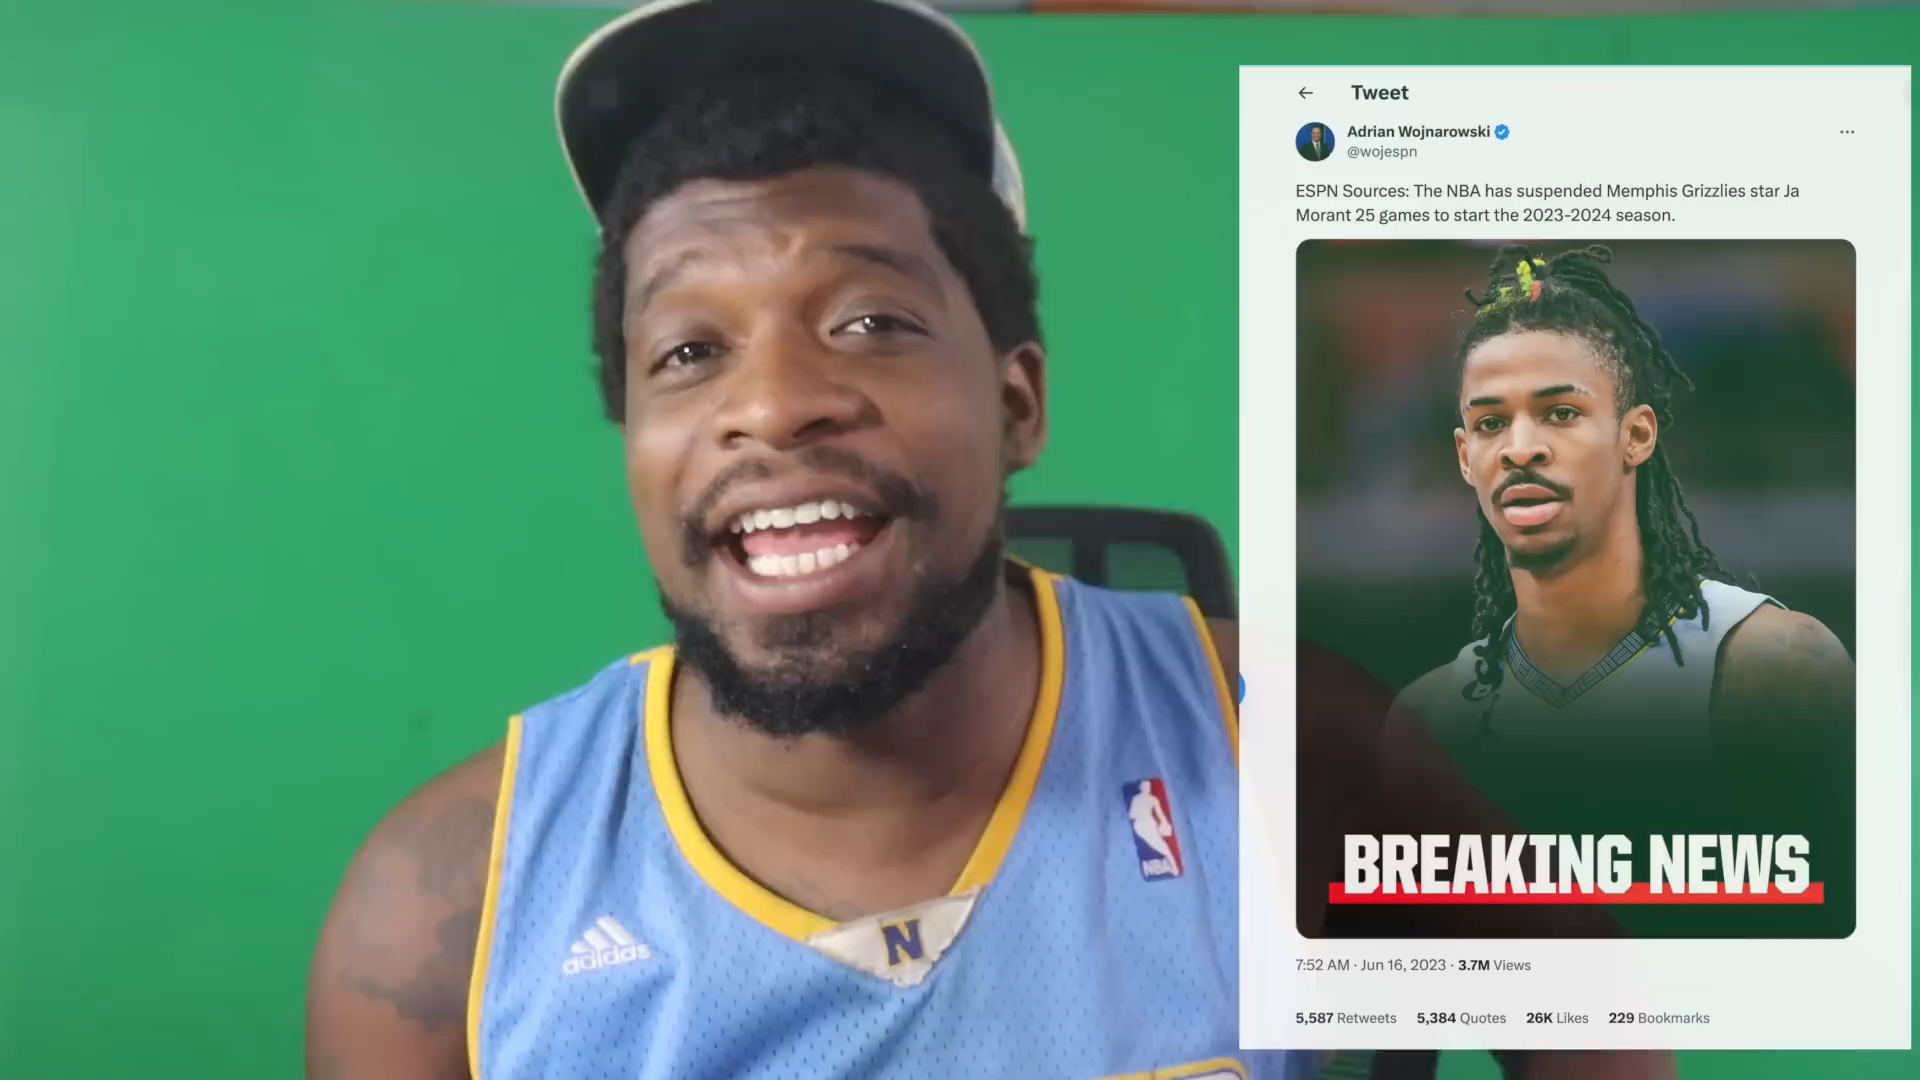 Tweet
Adrian Wojnarowski
@wojespn
ESPN Sources: The NBA has suspended Memphis Grizzlies star Ja
Morant 25 games to start the 2023-2024 season.
BREAKING NEWS
7:52 AM · Jun 16, 2023 · 3.7M Views
5,587 Retweets 5,384 Quotes 26K Likes 229 Bookmarks
adidas
N
NBA